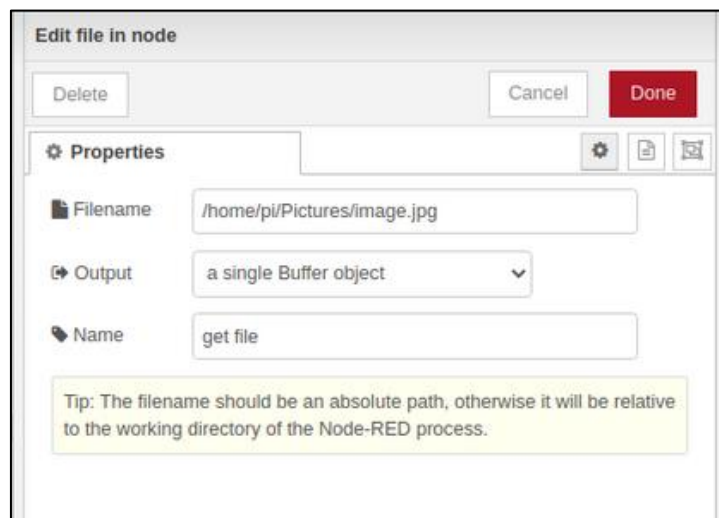 Edit file in node
Delete
Cancel
Done
Properties
Filename
/home/pi/Pictures/image.jpg
Output
a single Buffer object
Name
get file
Tip: The filename should be an absolute path, otherwise it will be relative
to the working directory of the Node-RED process.